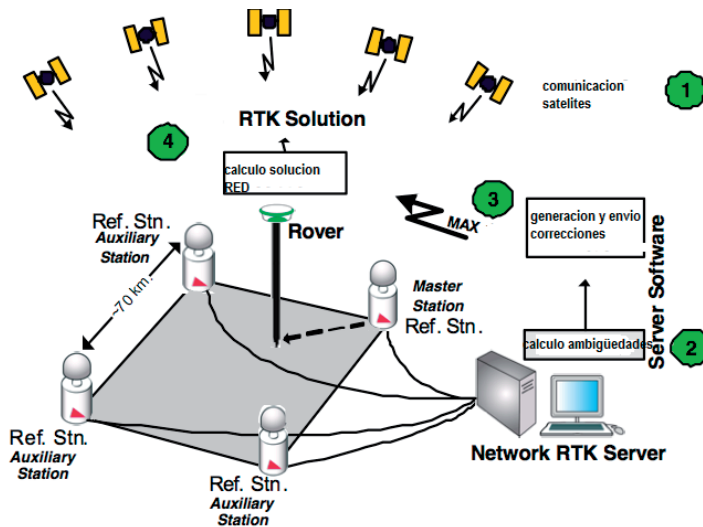 comunicacion
satelites
1
RTK Solution
4
calculo solucion
RED
3
MAX
generacion y envio
correcciones
Server Software
Ref. Stn.
Auxiliary
Station
Rover
~70 km.
Master
Station
Ref. Stn.
calculo ambigüedades
2
Ref. Stn.
Auxiliary
Station
Ref. Stn.
Auxiliary
Station
Network RTK Server